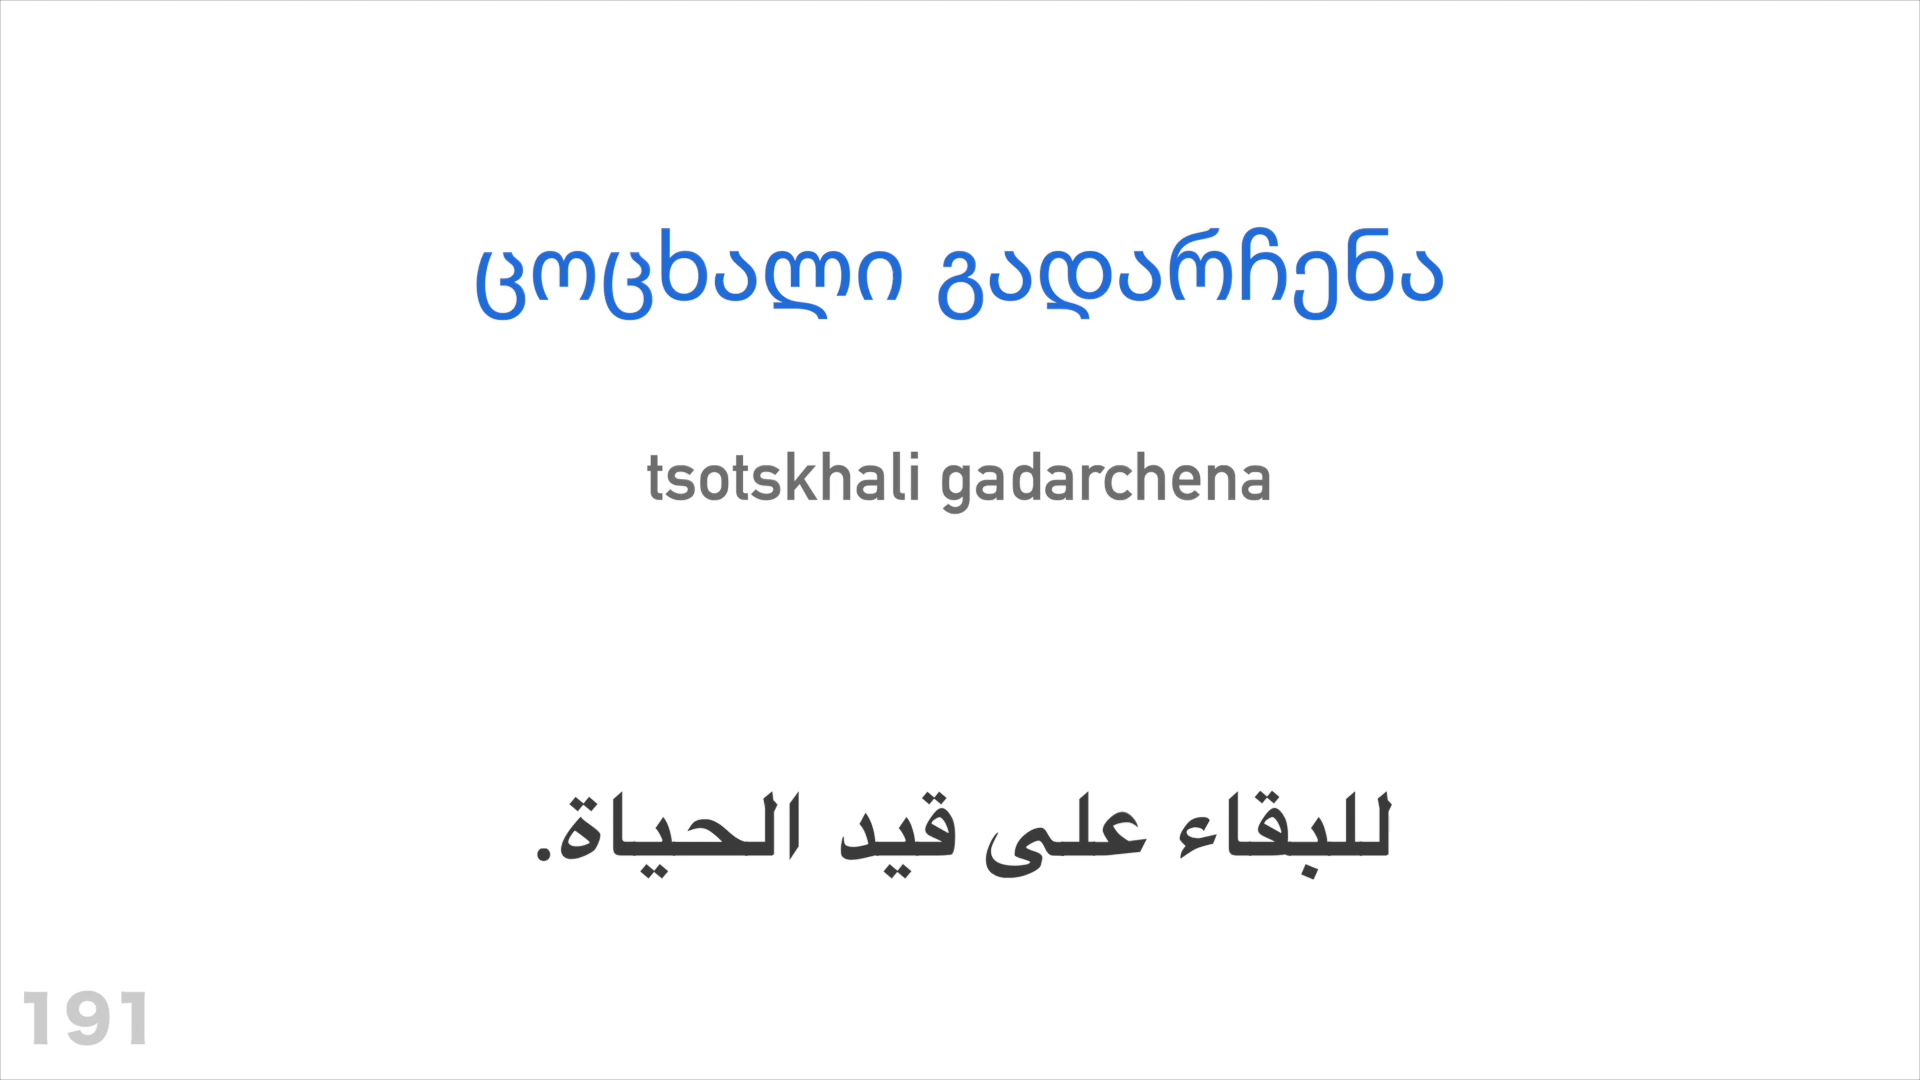 ცოცხალი გადარჩენა
tsotskhali gadarchena
للبقاء على قيد الحياة.
191